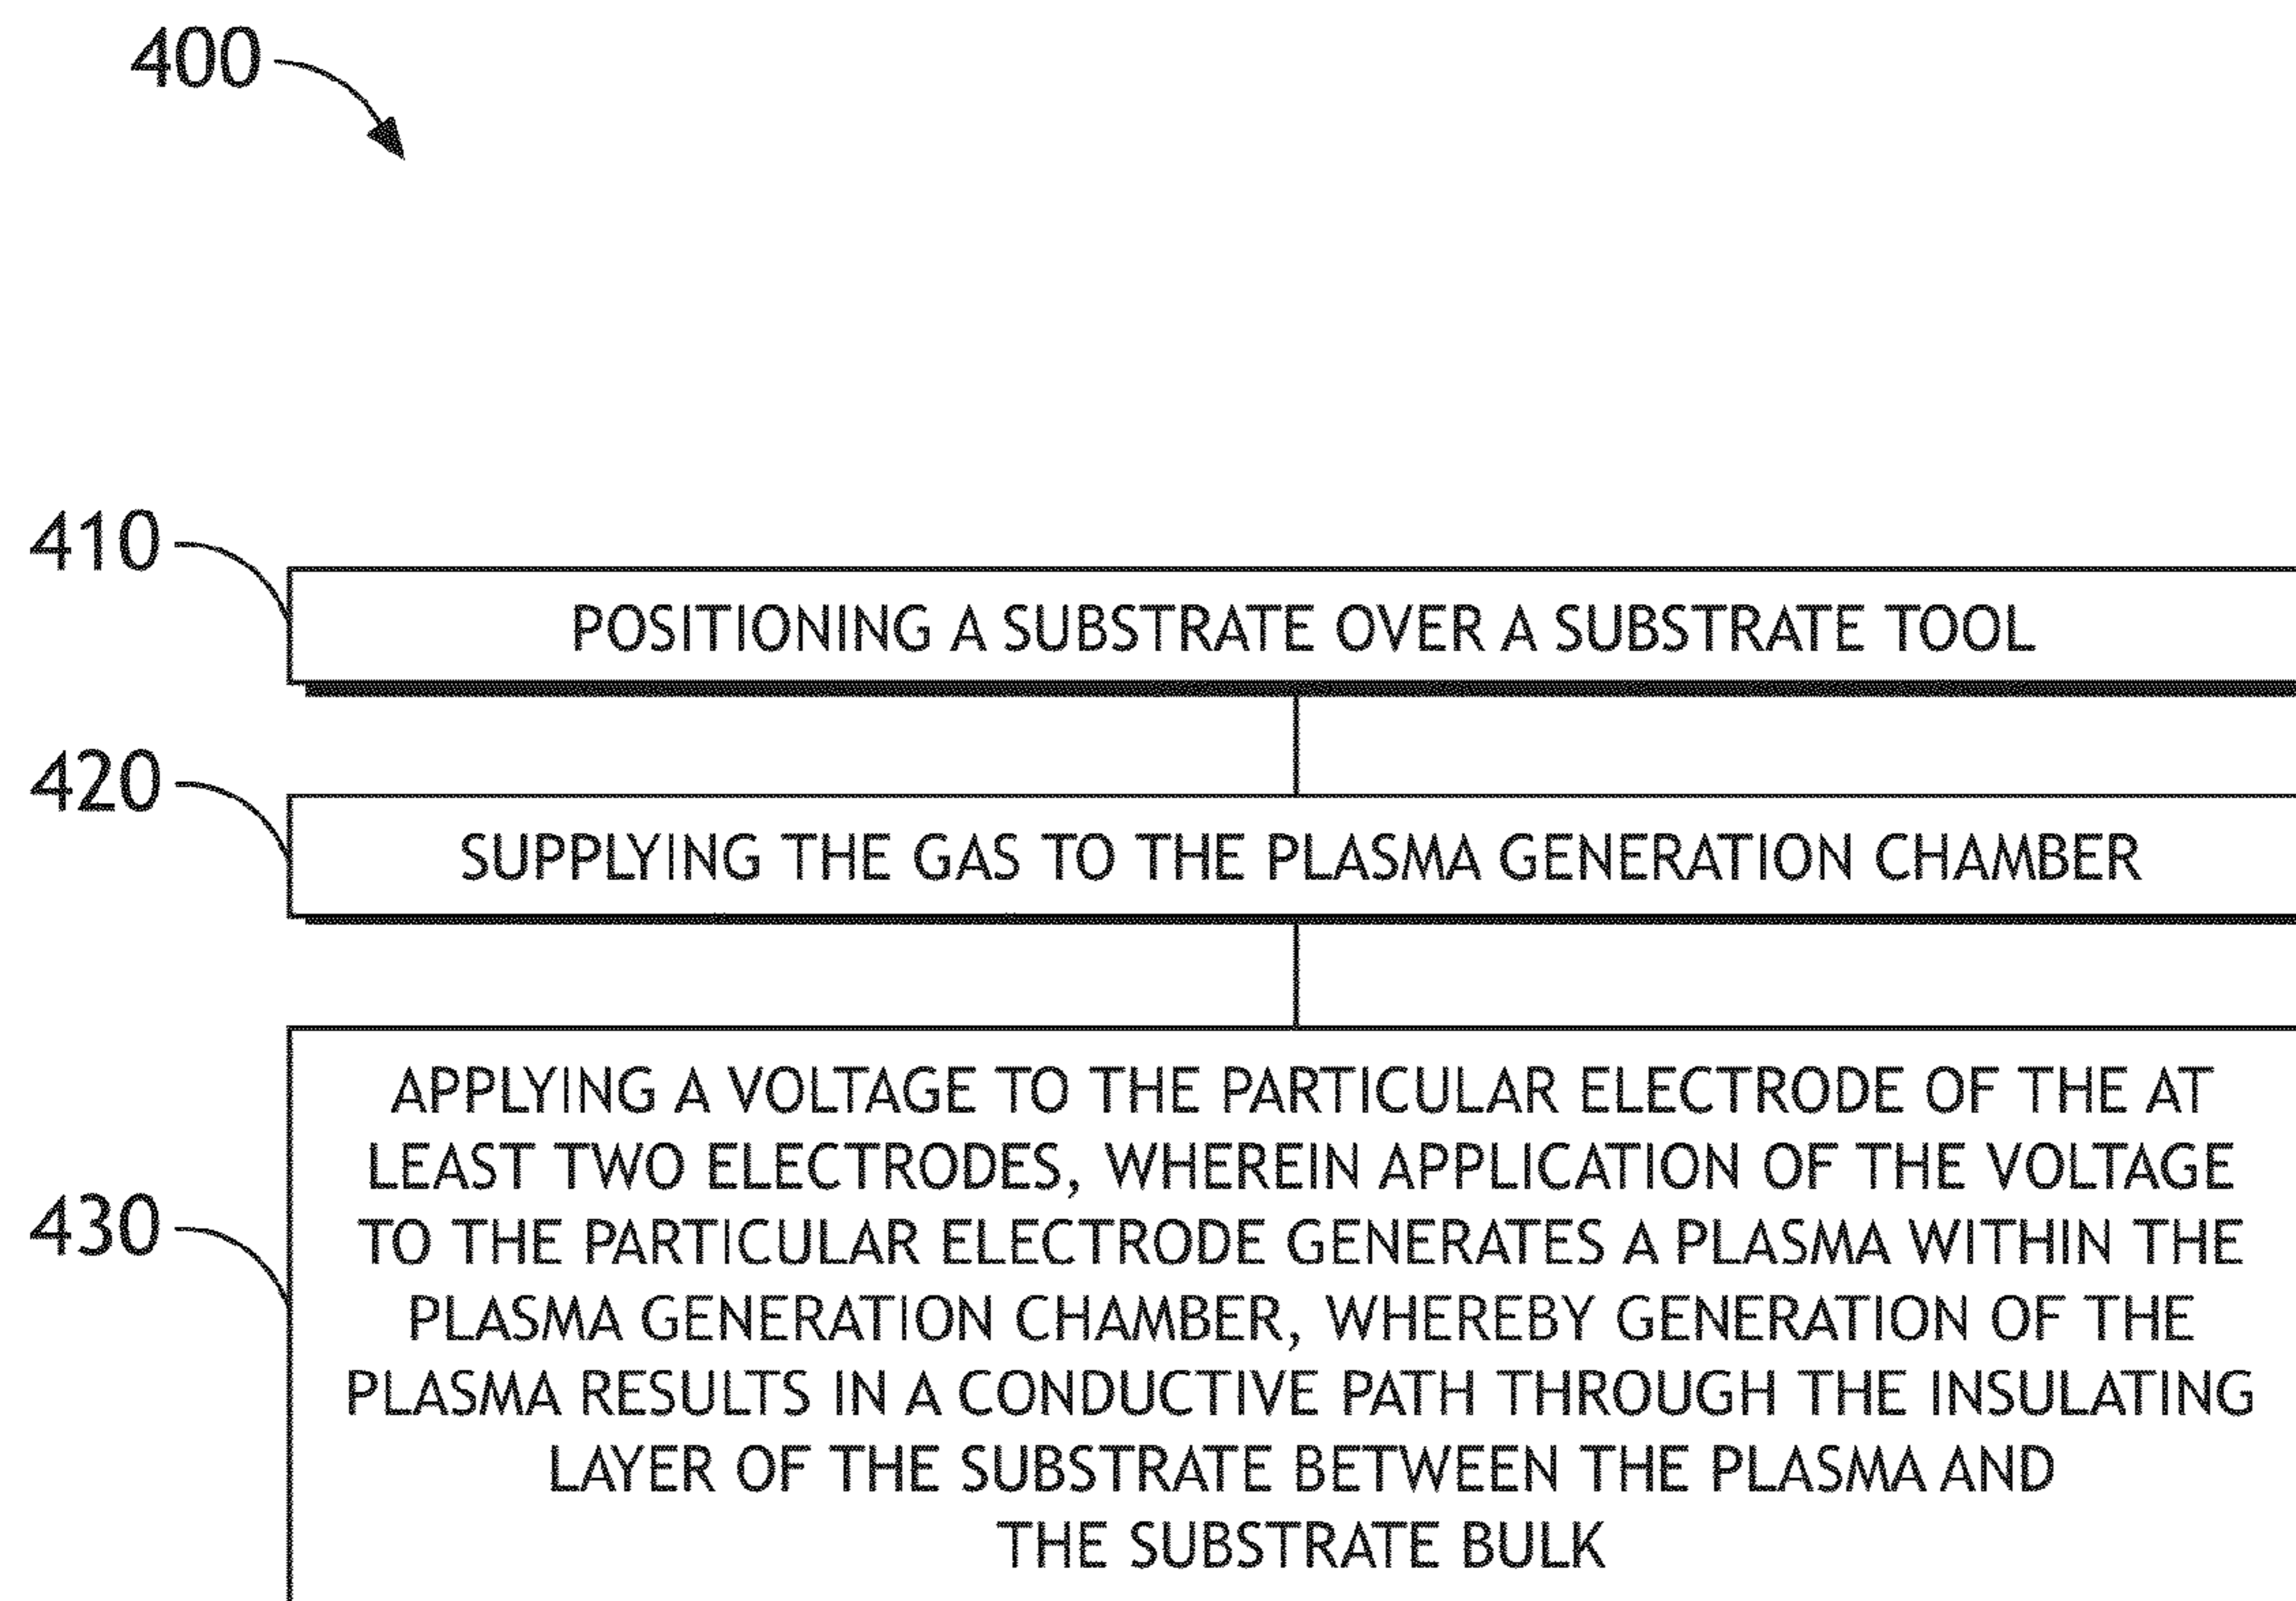 400
410
POSITIONING A SUBSTRATE OVER A SUBSTRATE TOOL
420
SUPPLYING THE GAS TO THE PLASMA GENERATION CHAMBER
430
APPLYING A VOLTAGE TO THE PARTICULAR ELECTRODE OF THE AT
LEAST TWO ELECTRODES, WHEREIN APPLICATION OF THE VOLTAGE
TO THE PARTICULAR ELECTRODE GENERATES A PLASMA WITHIN THE
PLASMA GENERATION CHAMBER, WHEREBY GENERATION OF THE
PLASMA RESULTS IN A CONDUCTIVE PATH THROUGH THE INSULATING
LAYER OF THE SUBSTRATE BETWEEN THE PLASMA AND
THE SUBSTRATE BULK